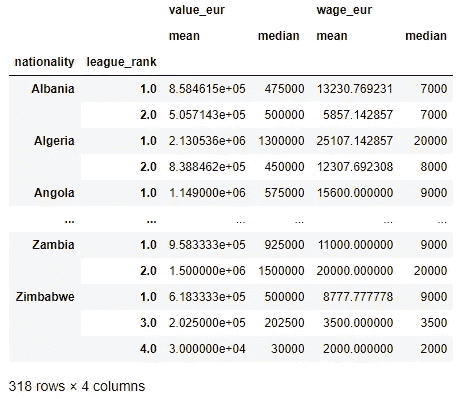 value_eur wage_eur
mean median mean median
nationality league_rank
Albania 1.0 8.584615e+05 475000 13230.769231 7000
2.0 5.057143e+05 500000 5857.142857 7000
Algeria 1.0 2.130536e+06 1300000 25107.142857 20000
2.0 8.388462e+05 450000 12307.692308 8000
Angola 1.0 1.149000e+06 575000 15600.000000 9000
... ... ... ... ... ...
Zambia 1.0 9.583333e+05 925000 11000.000000 9000
2.0 1.500000e+06 1500000 20000.000000 20000
Zimbabwe 1.0 6.183333e+05 500000 8777.777778 9000
3.0 2.025000e+05 202500 3500.000000 3500
4.0 3.000000e+04 30000 2000.000000 2000
318 rows × 4 columns